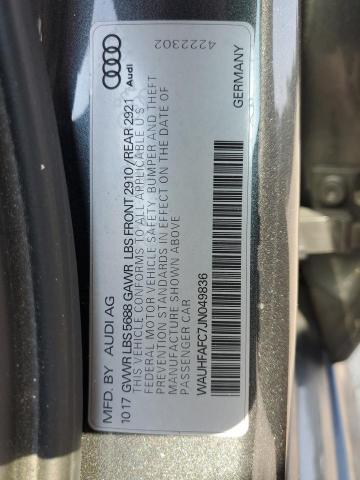 MFD. BY AUDI AG
Audi
4222302
1017 GVWR LBS 5688 GAWR LBS FRONT 2910 /REAR 2921
THIS VEHICLE CONFORMS TO ALL APPLICABLE U.S.
FEDERAL MOTOR VEHICLE SAFETY, BUMPER AND THEFT
PREVENTION STANDARDS IN EFFECT ON THE DATE OF
MANUFACTURE SHOWN ABOVE
PASSENGER CAR
WAUHFAFC7JN049836
GERMANY